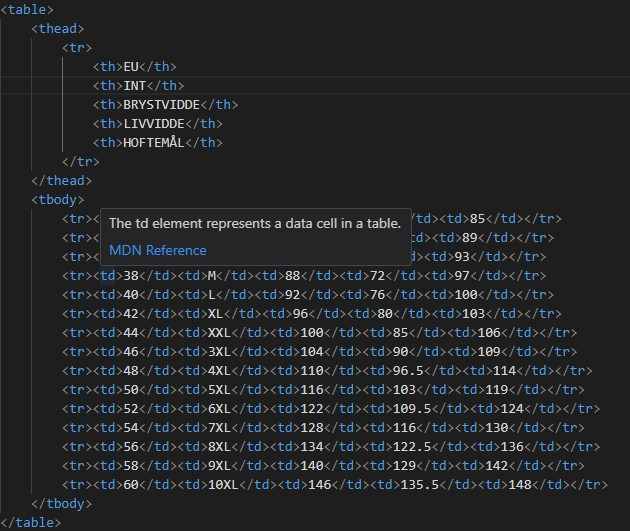 <table>
<thead>
<tr>
<th>EU</th>
<th>INT</th>
<th>BRYSTVIDDE</th>
<th>LIVVIDDE</th>
<th>HOFTEMÅL</th>
</tr>
</thead>
<tbody>
<tr><The td element represents a data cell in a table./td><td>85</td></tr>
<tr><td><td>89</td></tr>
<tr><MDN Reference><td>93</td></tr>
<tr><td>38</td><td>M</td><td>88</td><td>72</td><td>97</td></tr>
<tr><td>40</td><td>L</td><td>92</td><td>76</td><td>100</td></tr>
<tr><td>42</td><td>XL</td><td>96</td><td>80</td><td>103</td></tr>
<tr><td>44</td><td>XXL</td><td>100</td><td>85</td><td>106</td></tr>
<tr><td>46</td><td>3XL</td><td>104</td><td>90</td><td>109</td></tr>
<tr><td>48</td><td>4XL</td><td>110</td><td>96.5</td><td>114</td></tr>
<tr><td>50</td><td>5XL</td><td>116</td><td>103</td><td>119</td></tr>
<tr><td>52</td><td>6XL</td><td>122</td><td>109.5</td><td>124</td></tr>
<tr><td>54</td><td>7XL</td><td>128</td><td>116</td><td>130</td></tr>
<tr><td>56</td><td>8XL</td><td>134</td><td>122.5</td><td>136</td></tr>
<tr><td>58</td><td>9XL</td><td>140</td><td>129</td><td>142</td></tr>
<tr><td>60</td><td>10XL</td><td>146</td><td>135.5</td><td>148</td></tr>
</tbody>
</table>